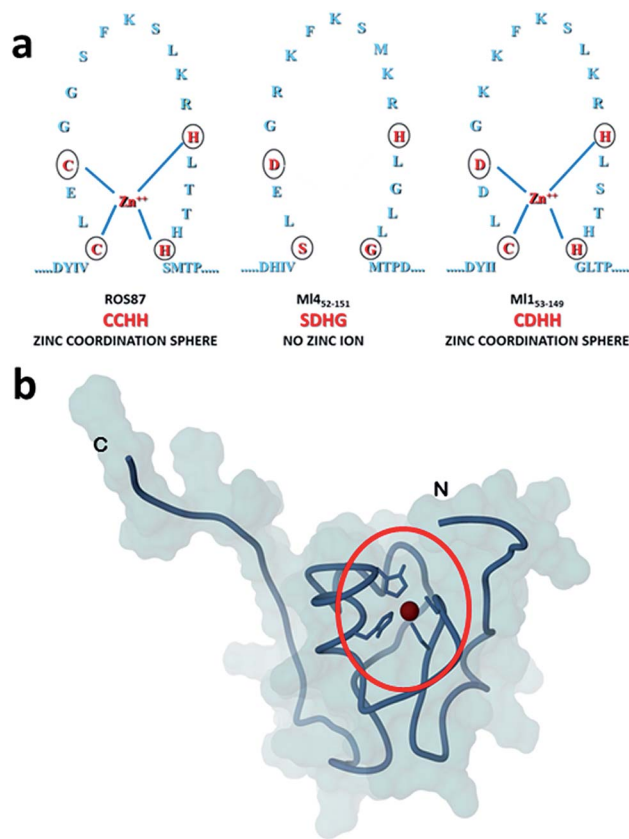 a
.....DYIV C L E C G G S F K S L K R H L T T H H SMTP.....
Zn++
.....DHIV S L E D G R K F K S M K R H L G L L G MTPD.....
.....DYII C L D D G K K F K S L K R H L S T H H GLTP.....
Zn++
ROS87
CCHH
ZINC COORDINATION SPHERE
Ml452-151
SDHG
NO ZINC ION
Ml153-149
CDHH
ZINC COORDINATION SPHERE
b
C
N